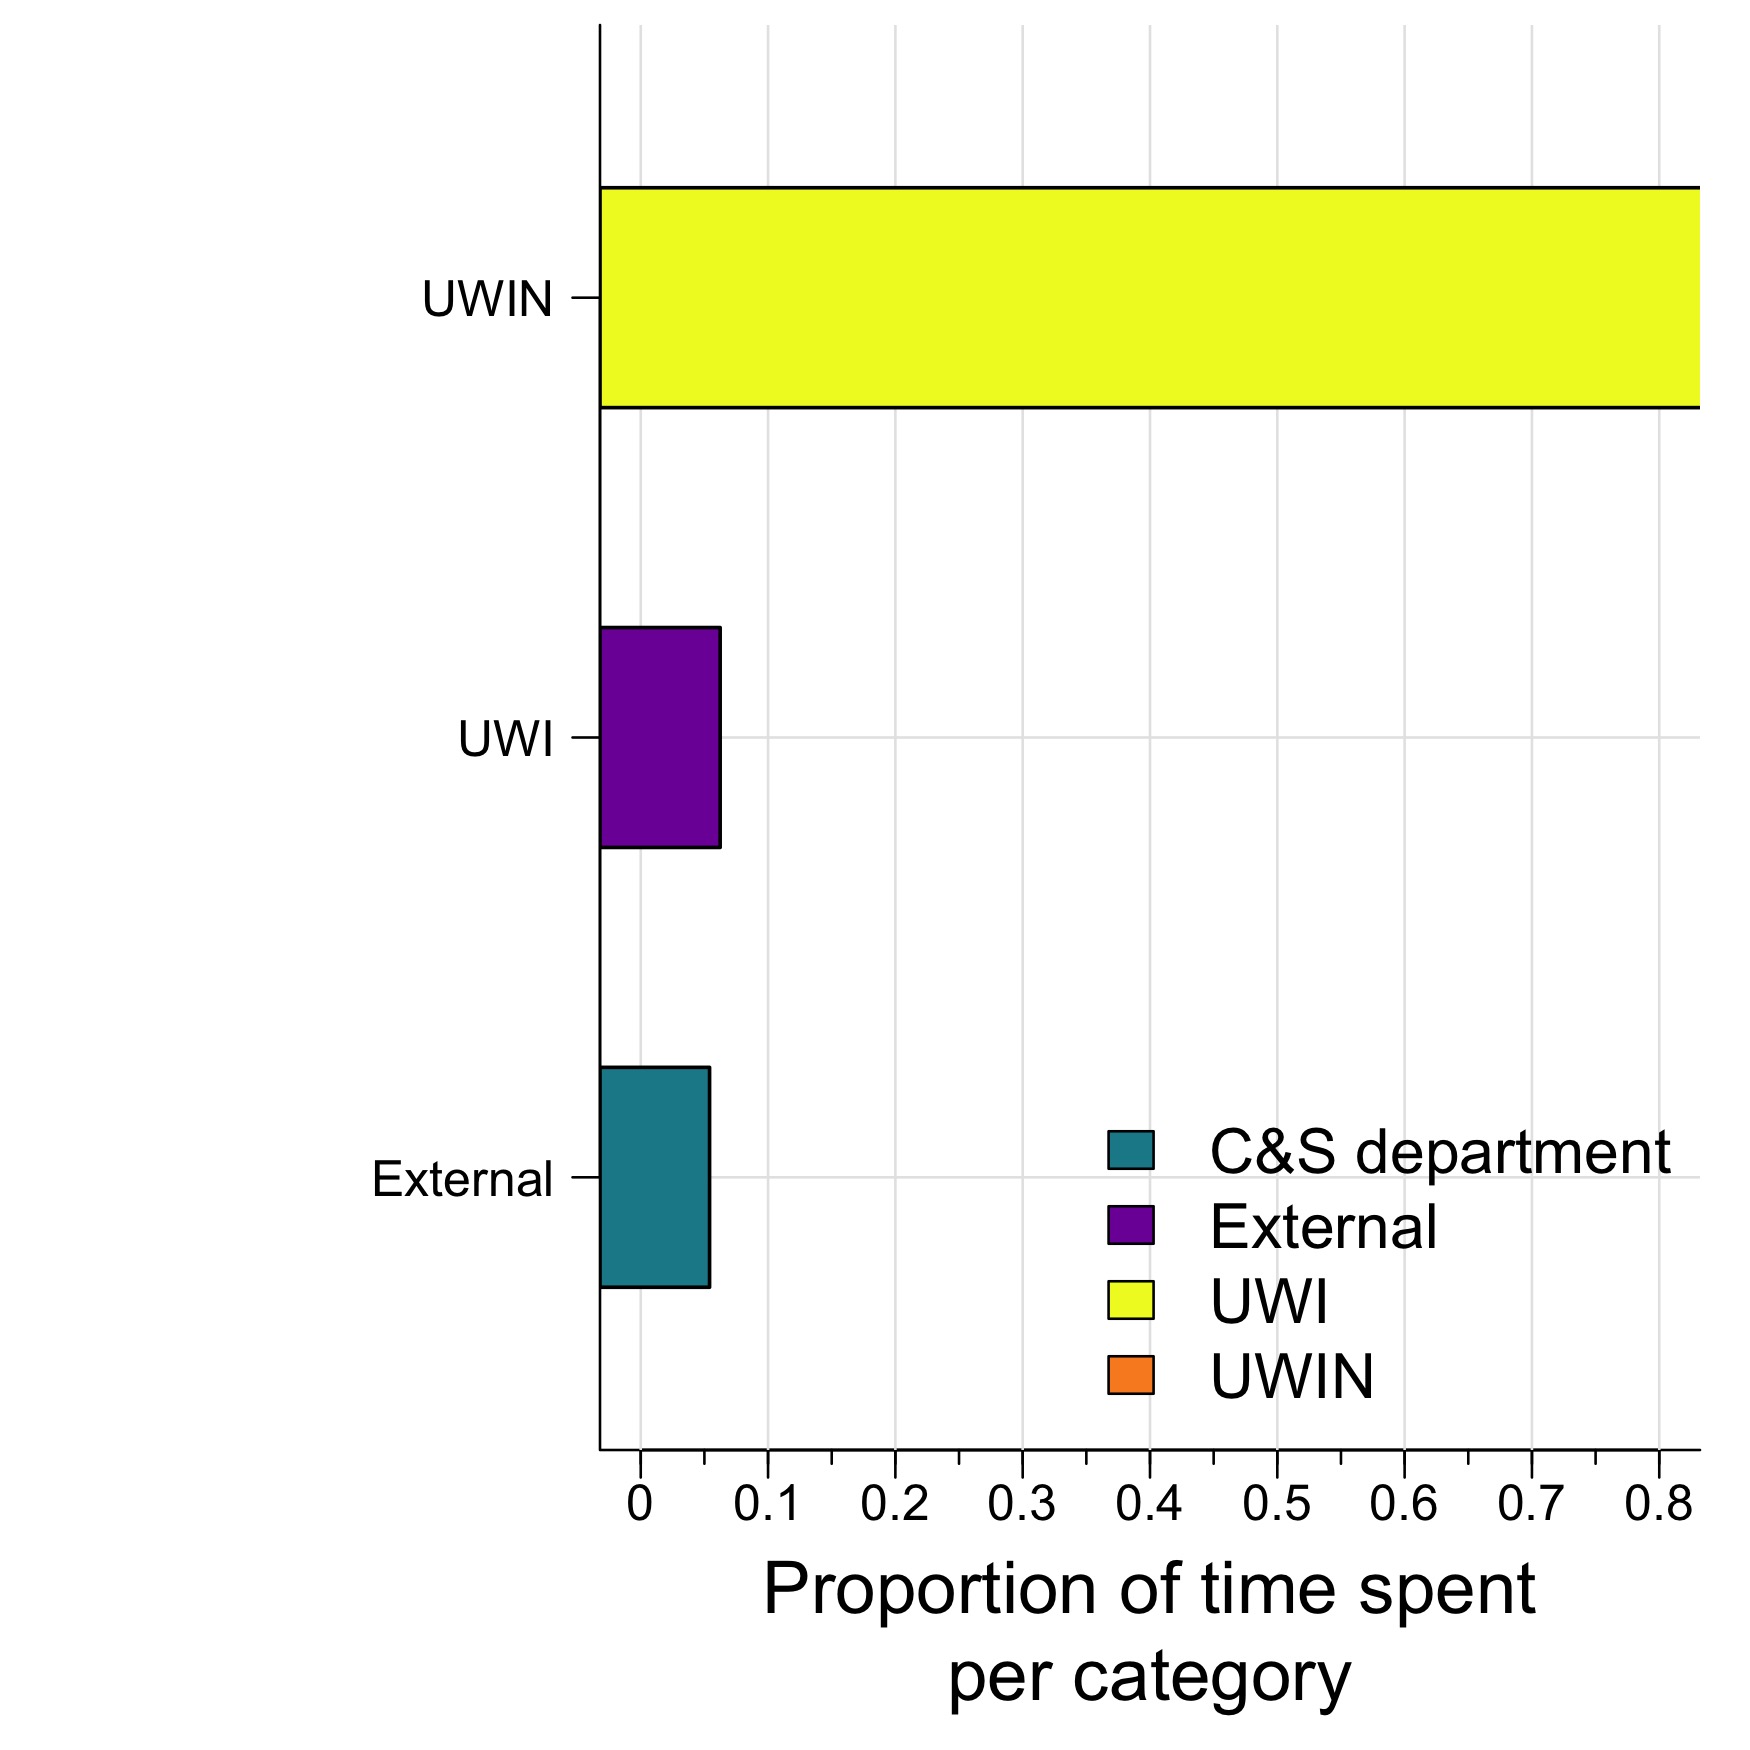 UWIN
UWI
External
C&S department
External
UWI
UWIN
0 0.1 0.2 0.3 0.4 0.5 0.6 0.7 0.8
Proportion of time spent
per category